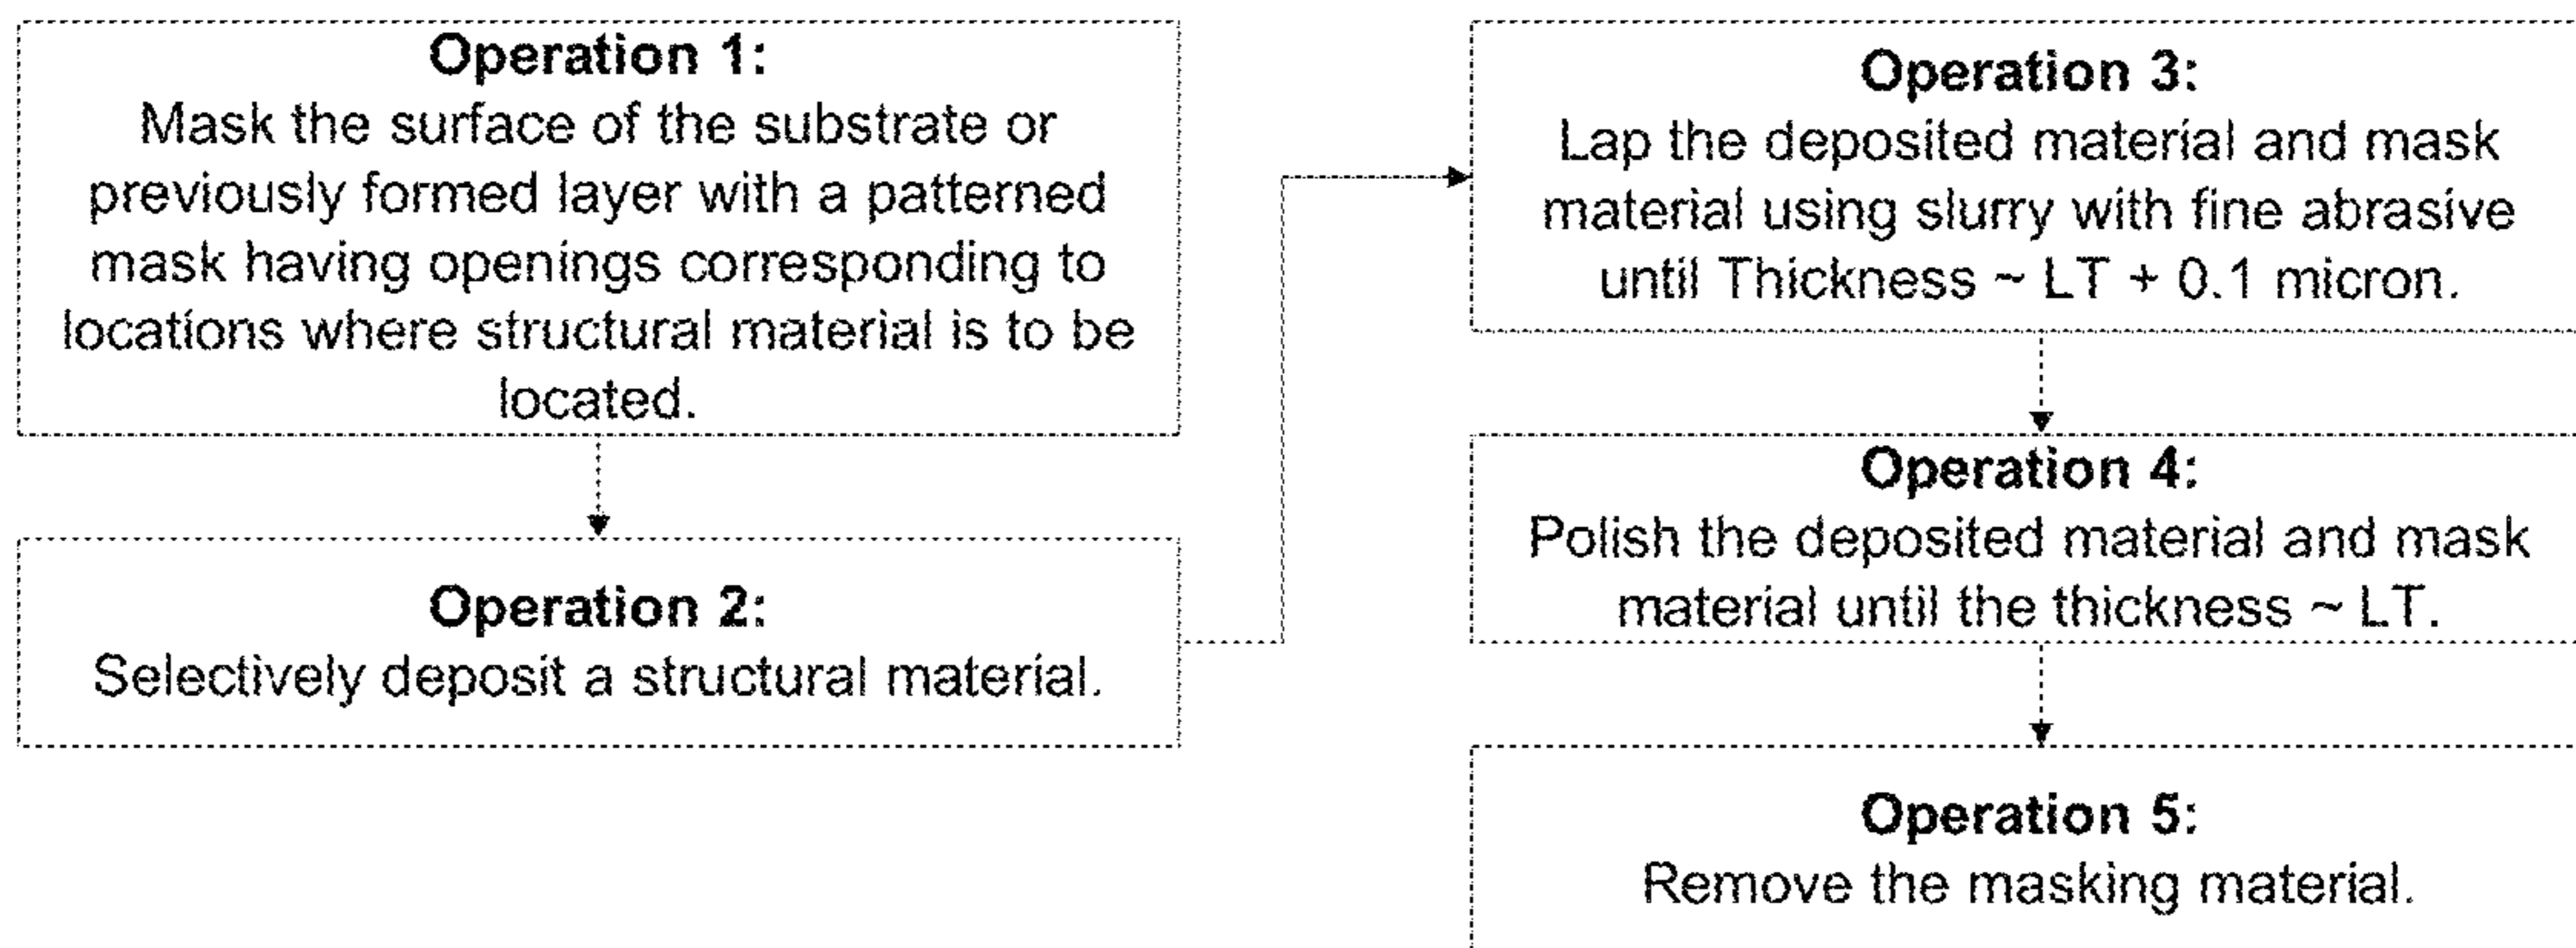 Operation 1:
Mask the surface of the substrate or
previously formed layer with a patterned
mask having openings corresponding to
locations where structural material is to be
located.
Operation 2:
Selectively deposit a structural material.
Operation 3:
Lap the deposited material and mask
material using slurry with fine abrasive
until Thickness ~ LT + 0.1 micron.
Operation 4:
Polish the deposited material and mask
material until the thickness ~ LT.
Operation 5:
Remove the masking material.